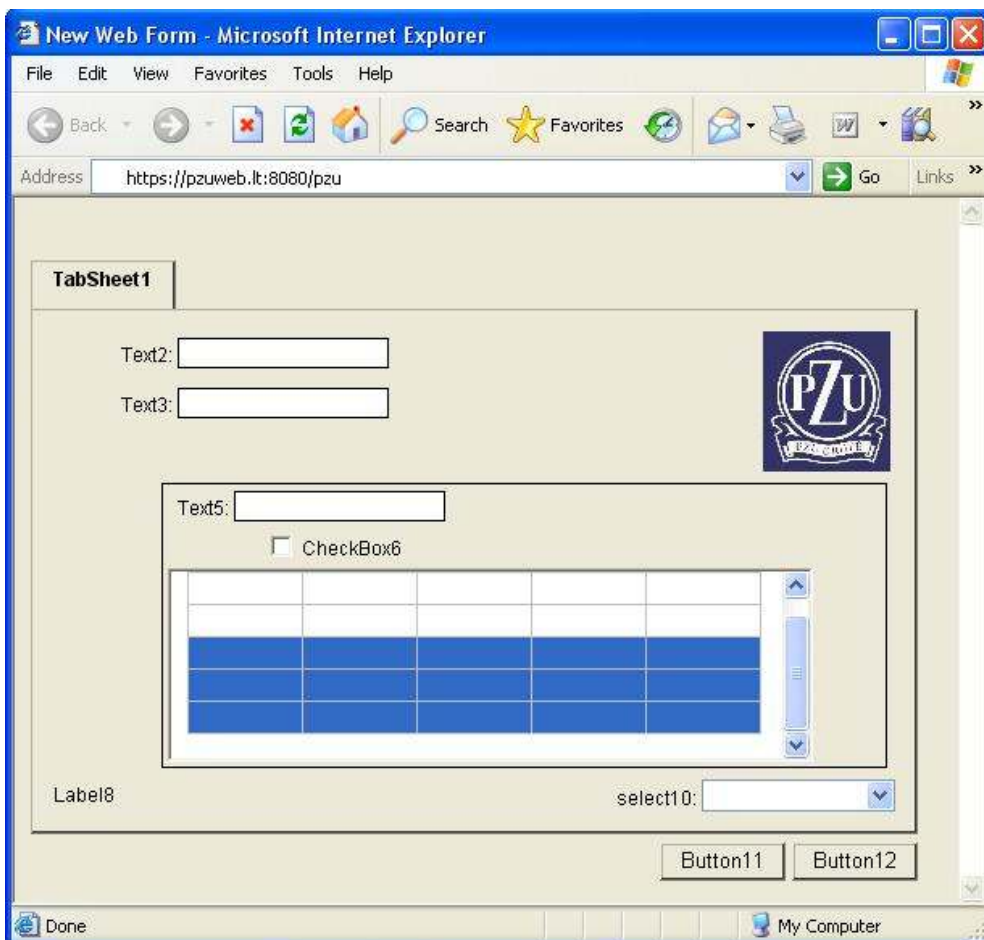 New Web Form - Microsoft Internet Explorer
File Edit View Favorites Tools Help
Back Search Favorites W
Address https://pzuweb.lt:8080/pzu Go Links
TabSheet1
Text2:
Text3:
PZU
Text5:
CheckBox6
Label8
select10:
Button11 Button12
Done My Computer